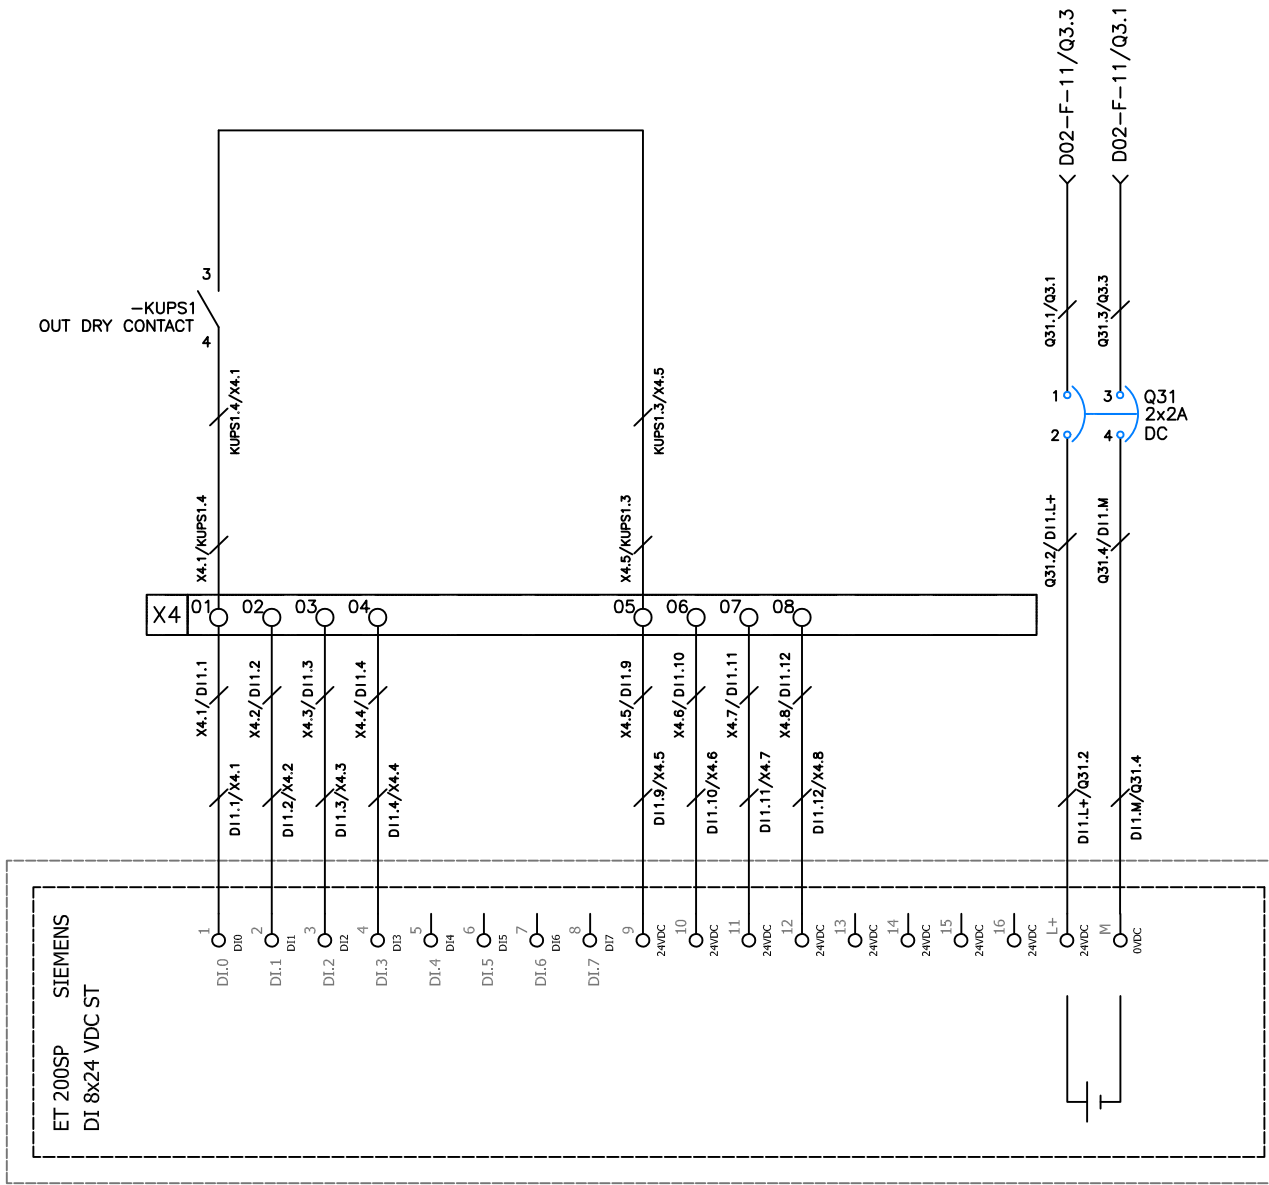 D02-F-11/Q3.3
D02-F-11/Q3.1
3
-KUPS1
OUT DRY CONTACT
4
Q31.1/Q3.1
Q31.3/Q3.3
KUPS1.4/X4.1
KUPS1.3/X4.5
1
3
Q31
2x2A
2
4
DC
X4.1/KUPS1.4
X4.5/KUPS1.3
Q31.2/DI1.L+
Q31.4/DI1.M
X4
01
02
03
04
05
06
07
08
X4.1/DI1.1
X4.2/DI1.2
X4.3/DI1.3
X4.4/DI1.4
X4.5/DI1.9
X4.6/DI1.10
X4.7/DI1.11
X4.8/DI1.12
DI1.1/X4.1
DI1.2/X4.2
DI1.3/X4.3
DI1.4/X4.4
DI1.9/X4.5
DI1.10/X4.6
DI1.11/X4.7
DI1.12/X4.8
DI1.L+/Q31.2
DI1.M/Q31.4
ET 200SP SIEMENS
DI 8x24 VDC ST
1
2
3
4
5
6
7
8
9
10
11
12
13
14
15
16
L+
M
DI0
DI1
DI2
DI3
DI4
DI5
DI6
DI7
24VDC
24VDC
24VDC
24VDC
24VDC
24VDC
24VDC
24VDC
24VDC
0VDC
DI.0
DI.1
DI.2
DI.3
DI.4
DI.5
DI.6
DI.7